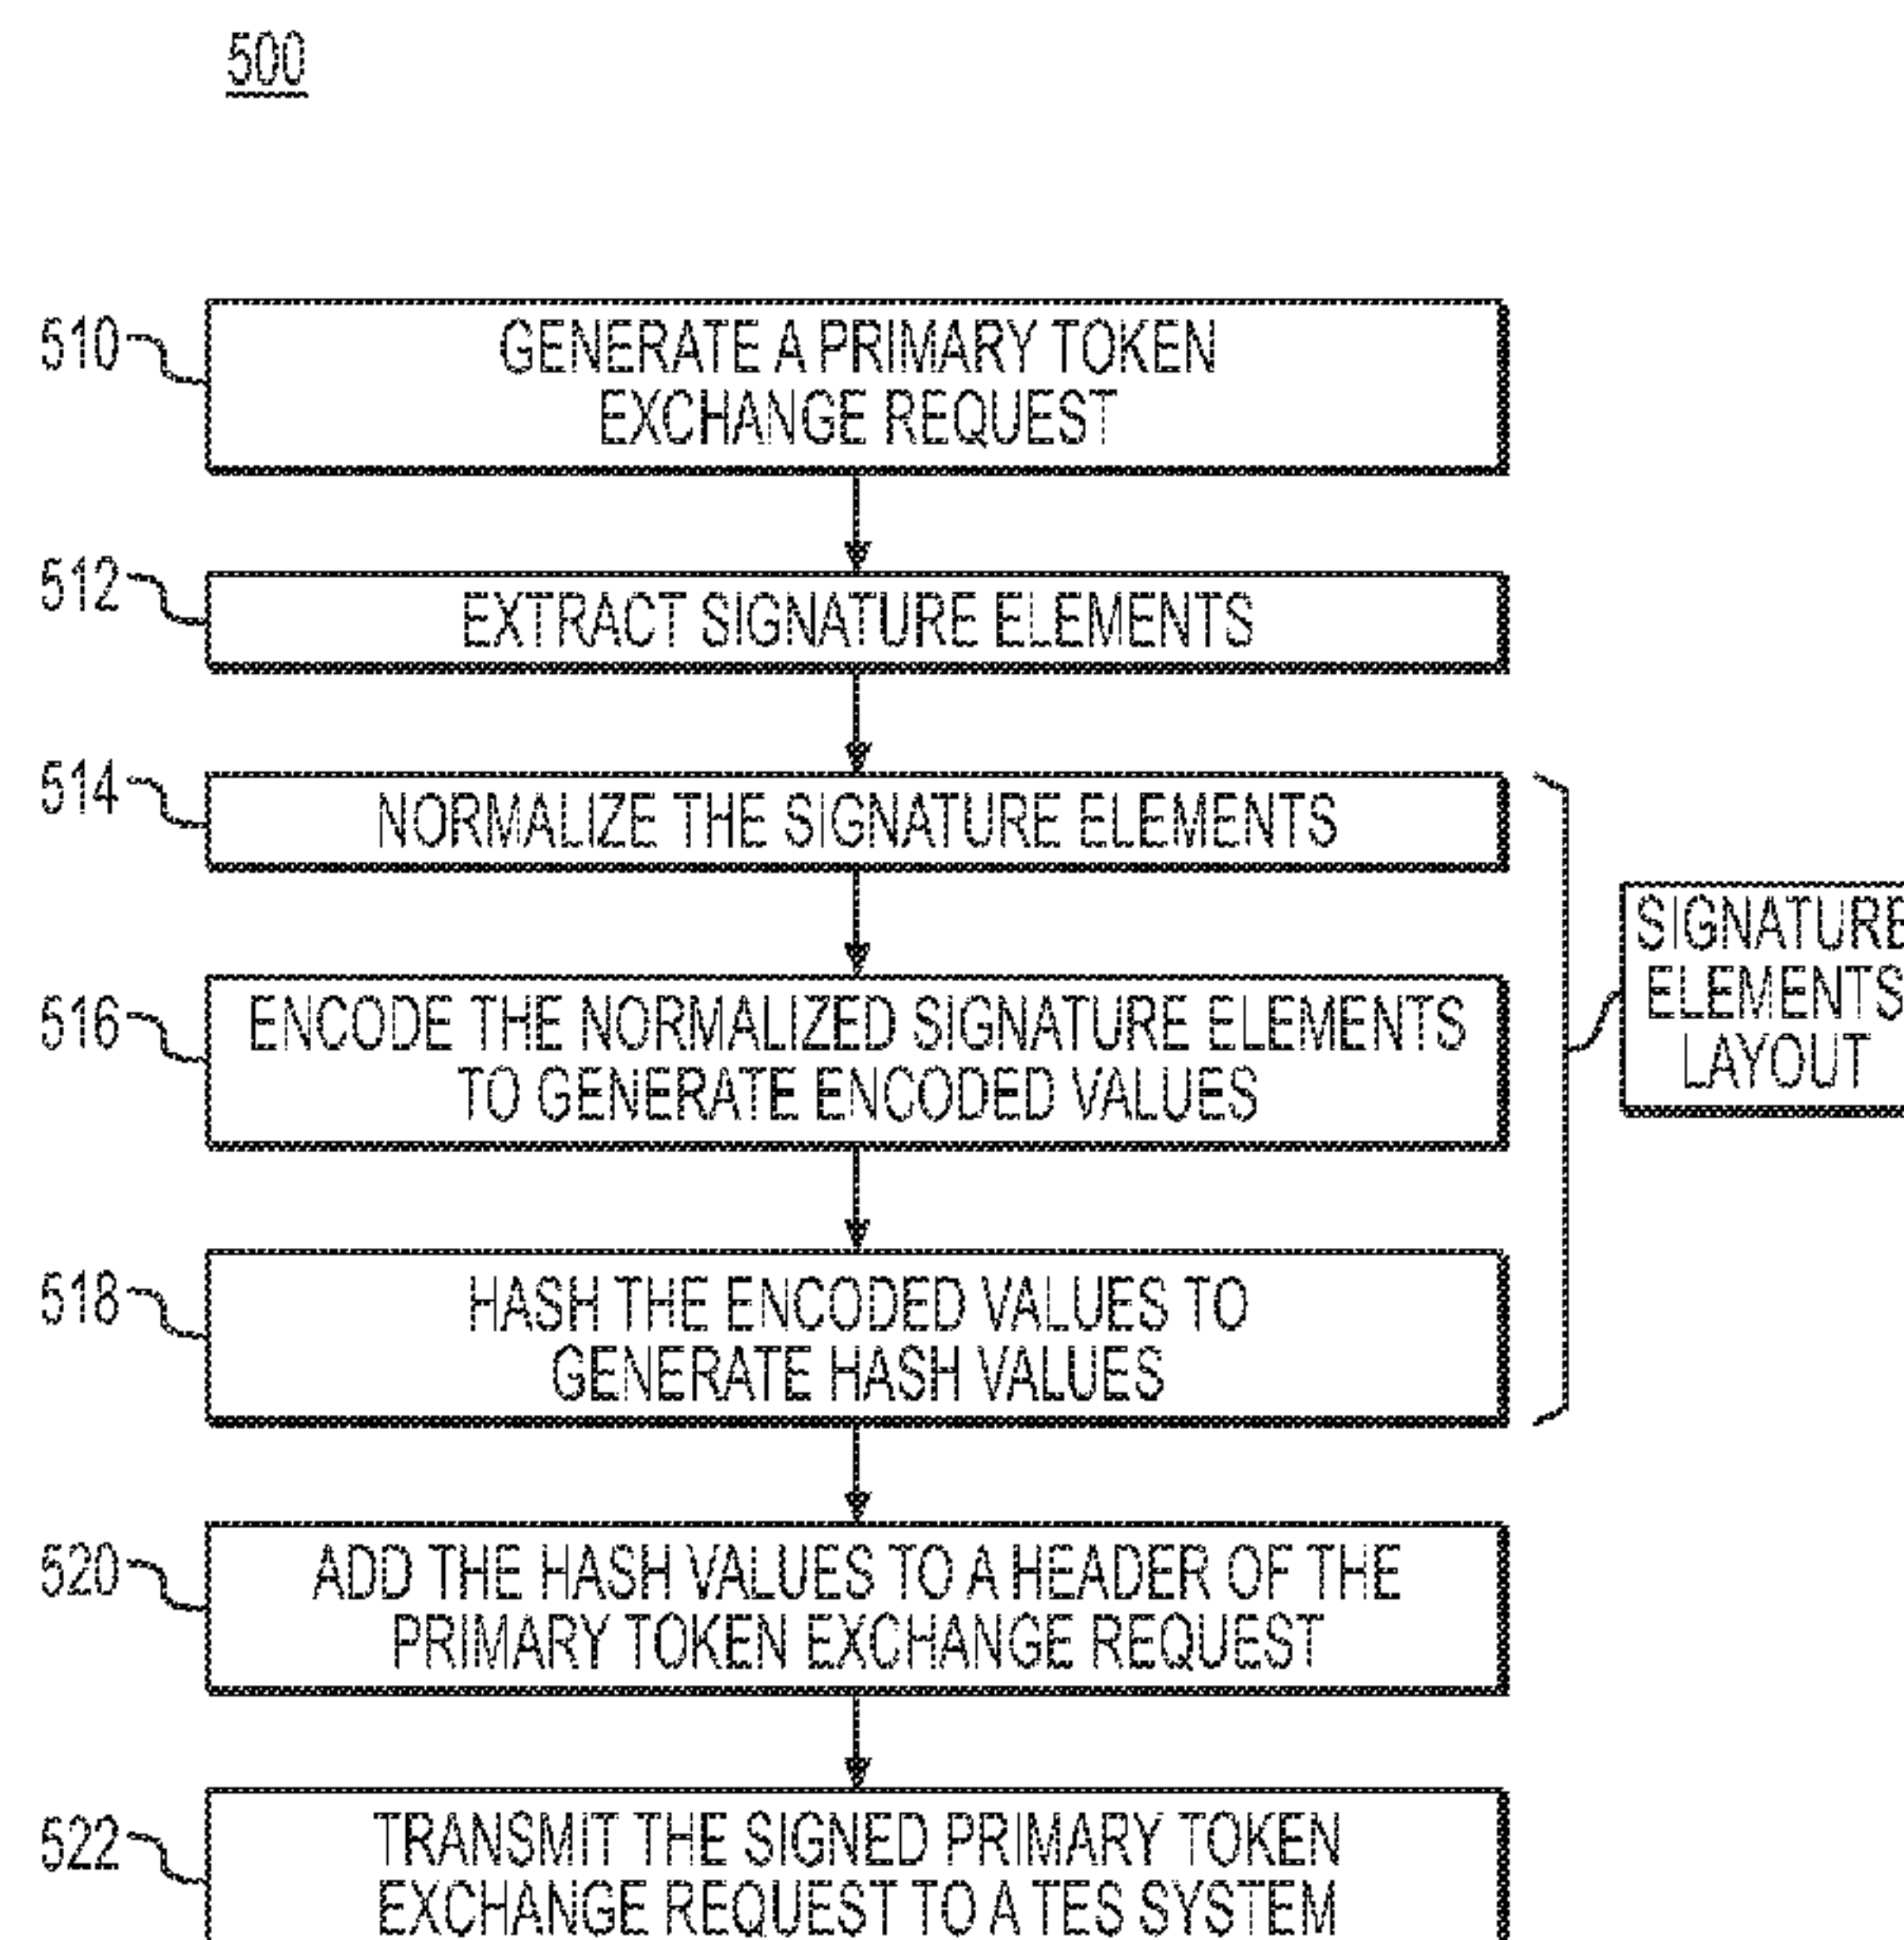 500
510
GENERATE A PRIMARY TOKEN
EXCHANGE REQUEST
512
EXTRACT SIGNATURE ELEMENTS
514
NORMALIZE THE SIGNATURE ELEMENTS
SIGNATURE
ELEMENTS
LAYOUT
516
ENCODE THE NORMALIZED SIGNATURE ELEMENTS
TO GENERATE ENCODED VALUES
518
HASH THE ENCODED VALUES TO
GENERATE HASH VALUES
520
ADD THE HASH VALUES TO A HEADER OF THE
PRIMARY TOKEN EXCHANGE REQUEST
522
TRANSMIT THE SIGNED PRIMARY TOKEN
EXCHANGE REQUEST TO A TES SYSTEM